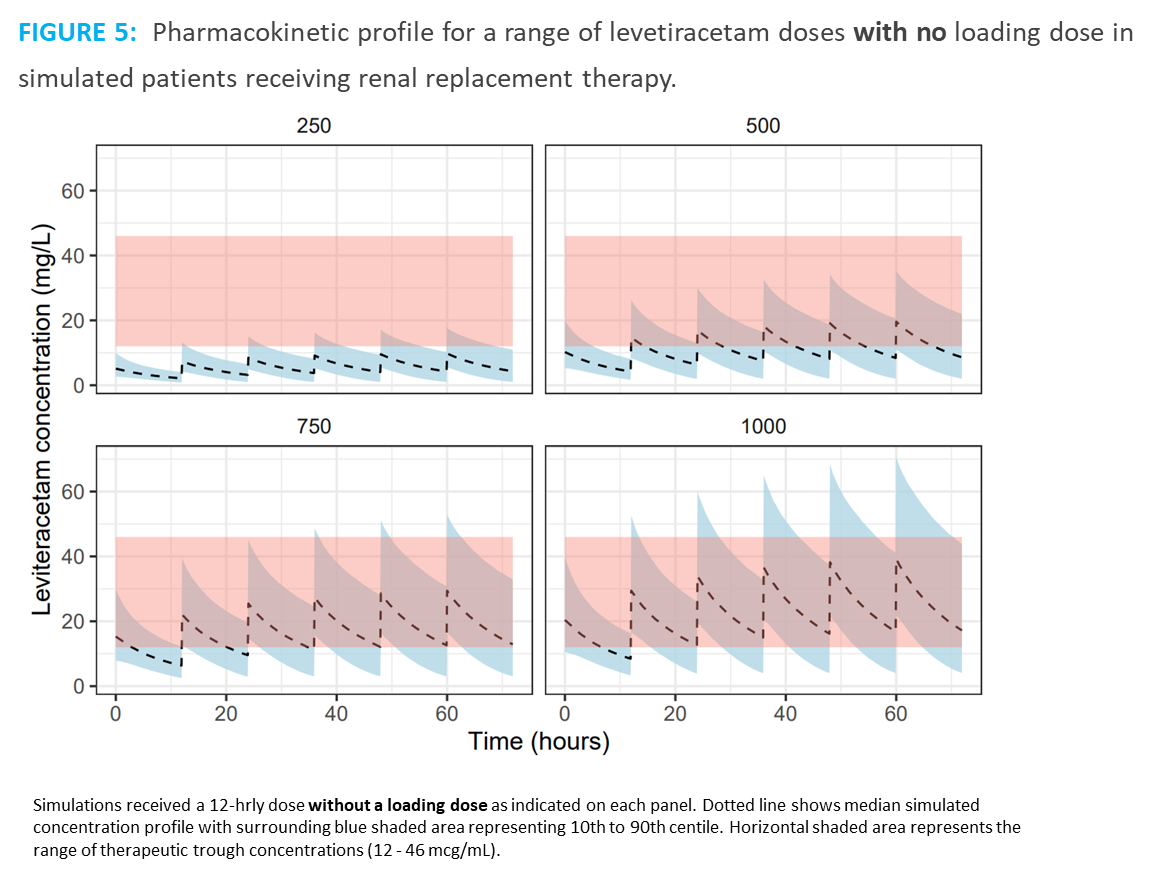 FIGURE 5: Pharmacokinetic profile for a range of levetiracetam doses with no loading dose in
simulated patients receiving renal replacement therapy.
250
500
60
40
20
0
750
1000
60
40
20
0
Leviteracetam concentration (mg/L)
0
20
40
60
0
20
40
60
Time (hours)
Simulations received a 12-hrly dose without a loading dose as indicated on each panel. Dotted line shows median simulated
concentration profile with surrounding blue shaded area representing 10th to 90th centile. Horizontal shaded area represents the
range of therapeutic trough concentrations (12 - 46 mcg/mL).